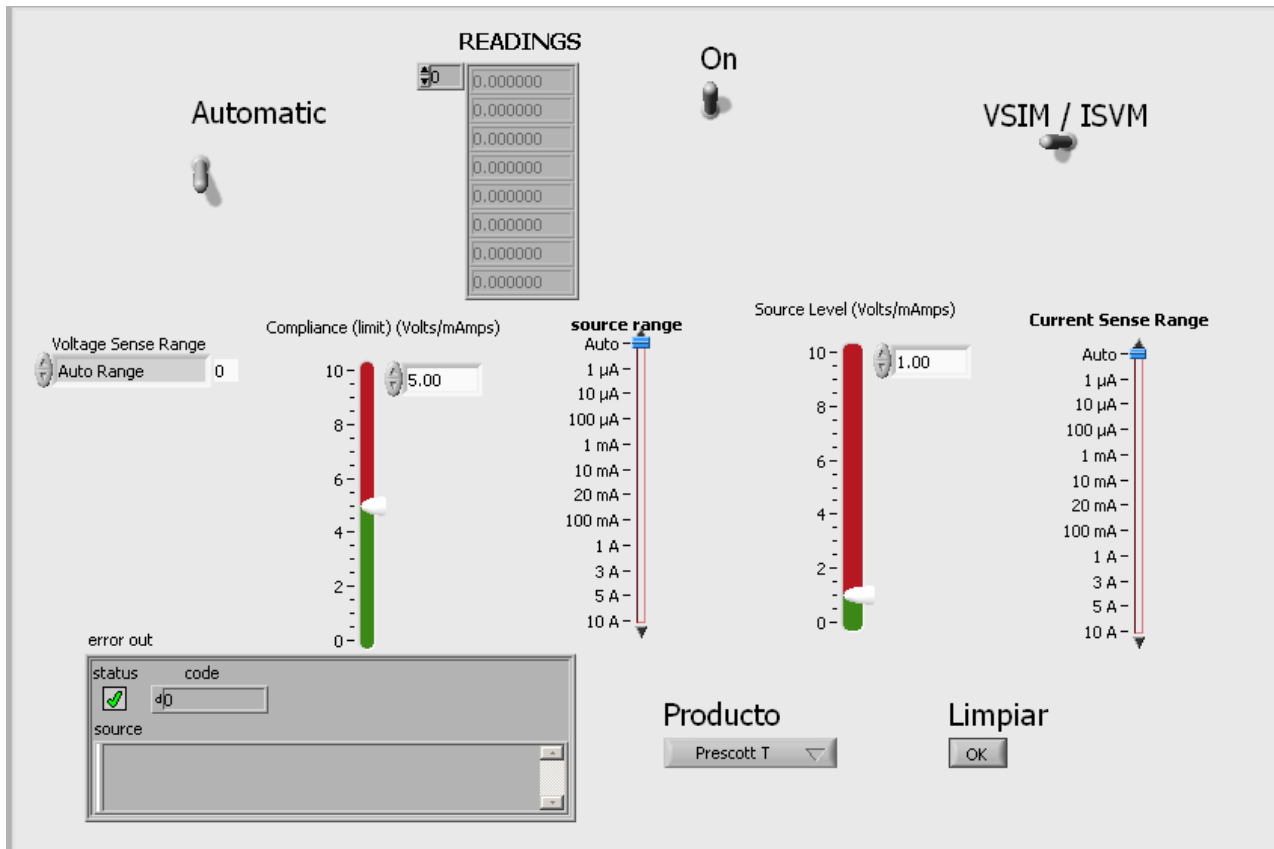 READINGS
0
0.000000
0.000000
0.000000
0.000000
0.000000
0.000000
0.000000
0.000000
On
Automatic
VSIM / ISVM
Voltage Sense Range
Auto Range 0
Compliance (limit) (Volts/mAmps)
5.00
10
8
6
4
2
0
source range
Auto
1 µA
10 µA
100 µA
1 mA
10 mA
20 mA
100 mA
1 A
3 A
5 A
10 A
Source Level (Volts/mAmps)
1.00
10
8
6
4
2
0
Current Sense Range
Auto
1 µA
10 µA
100 µA
1 mA
10 mA
20 mA
100 mA
1 A
3 A
5 A
10 A
error out
status code
d0
source
Producto
Prescott T
Limpiar
OK